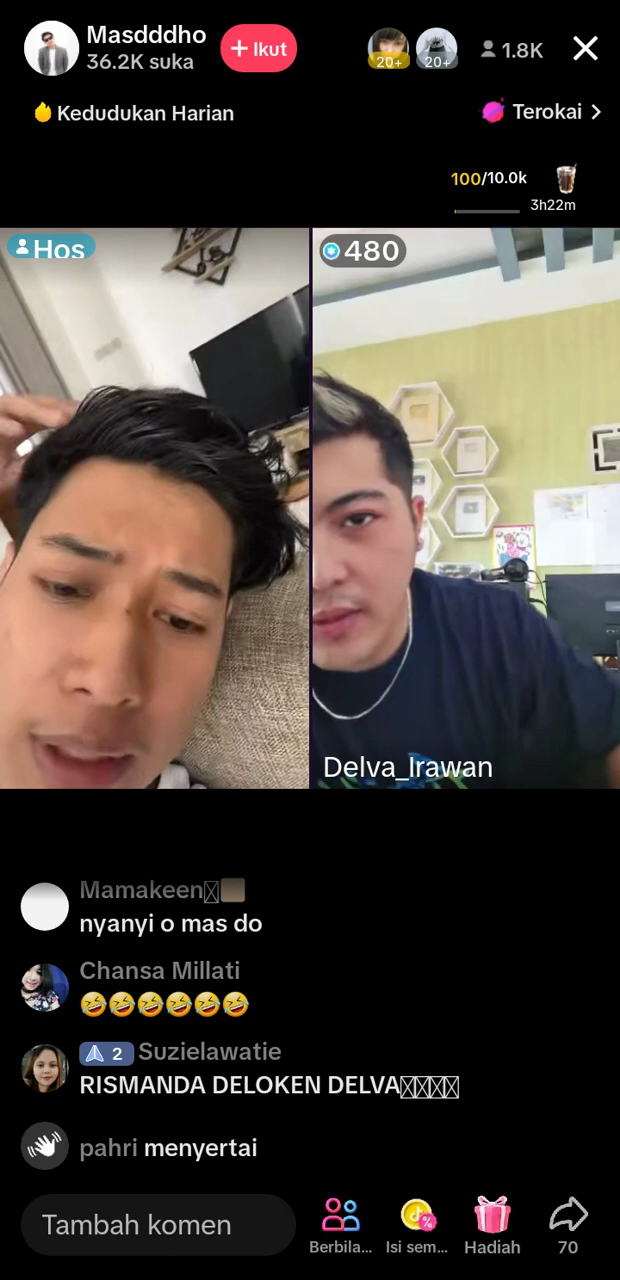 Masdddho
36.2K suka
+ Ikut
20+
20+
1.8K
Kedudukan Harian
Terokai >
100/10.0k
3h22m
Hos
480
Delva_Irawan
Mamakeen
nyanyi o mas do
Chansa Millati
🤣🤣🤣🤣🤣🤣
2 Suzielawatie
RISMANDA DELOKEN DELVA
pahri menyertai
Tambah komen
Berbila...
Isi sem...
Hadiah
70